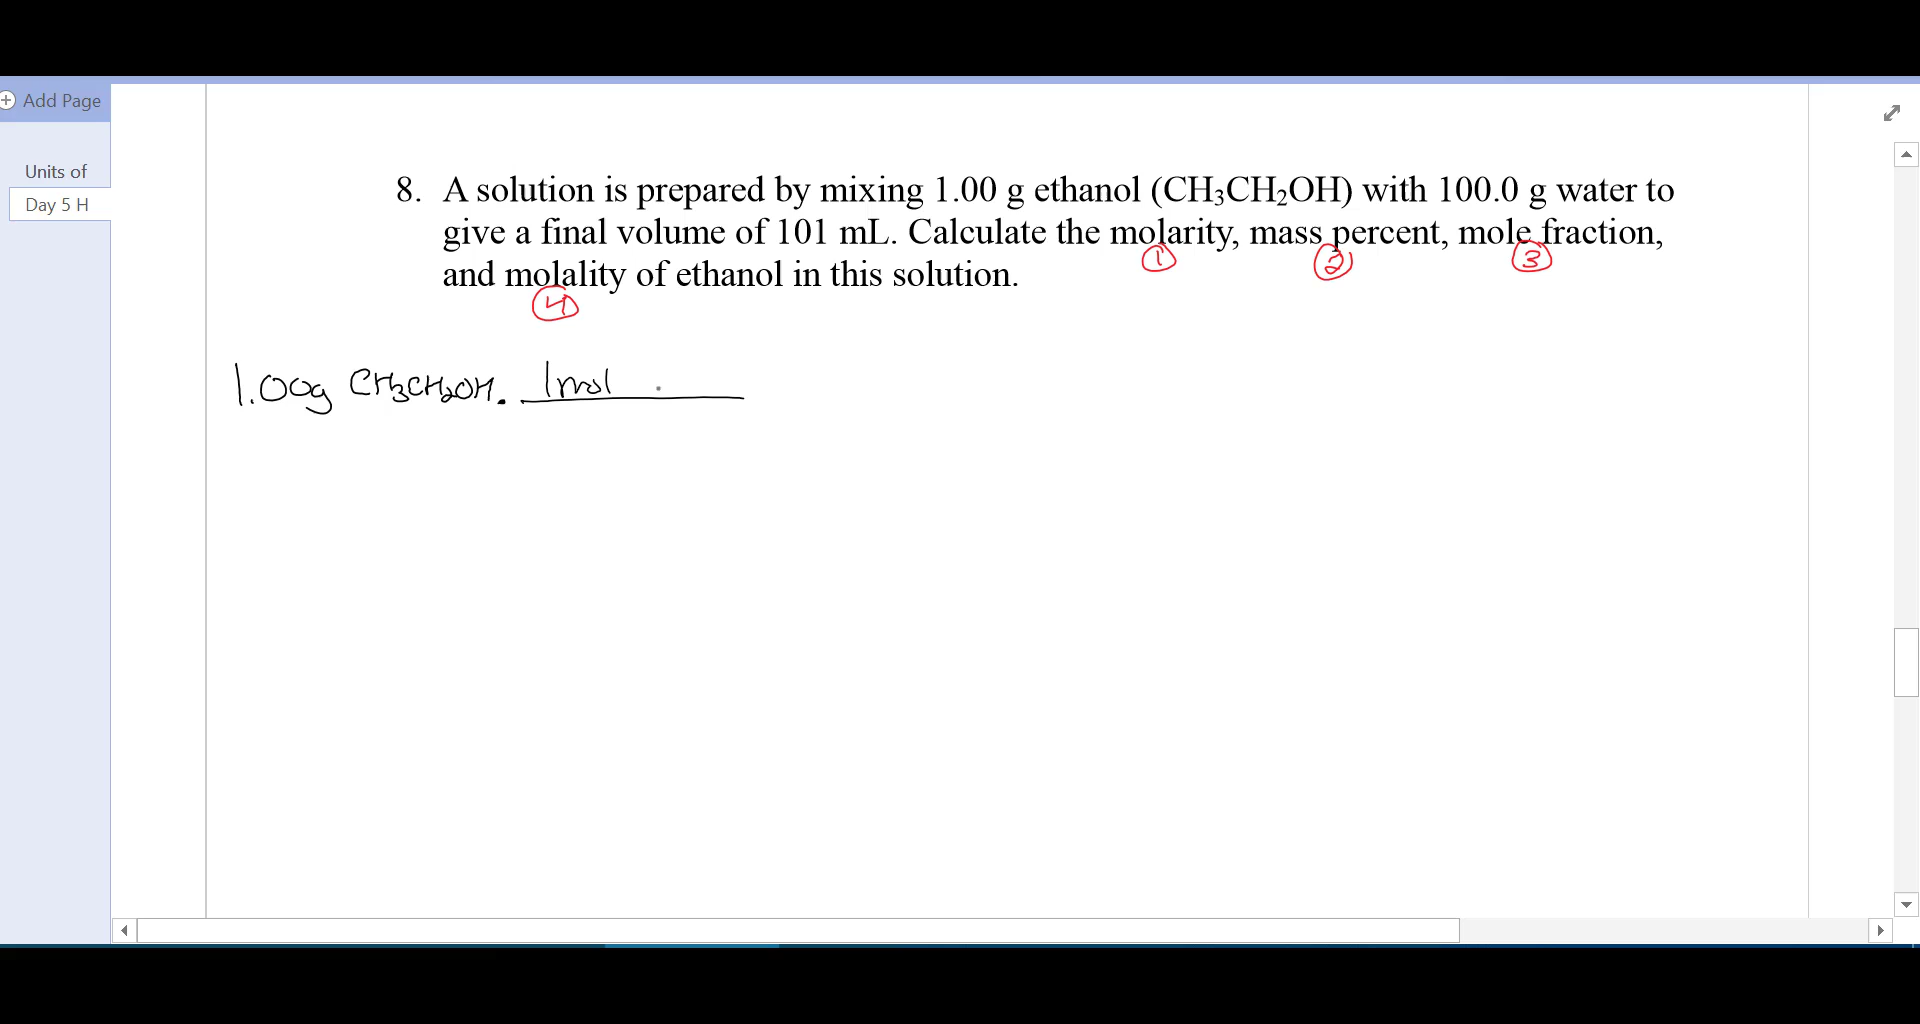 Add Page
Units of
Day 5 H
8. A solution is prepared by mixing 1.00 g ethanol (CH₃CH₂OH) with 100.0 g water to
give a final volume of 101 mL. Calculate the molarity, mass percent, mole fraction,
① ② ③
and molality of ethanol in this solution.
④
1.00g CH₃CH₂OH · 1mol